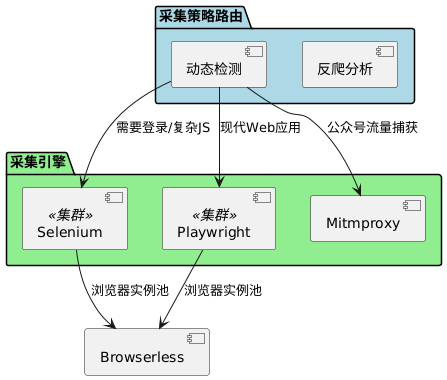 采集策略路由
动态检测
反爬分析
需要登录/复杂JS
现代Web应用
公众号流量捕获
采集引擎
«集群»
Selenium
«集群»
Playwright
Mitmproxy
浏览器实例池
浏览器实例池
Browserless